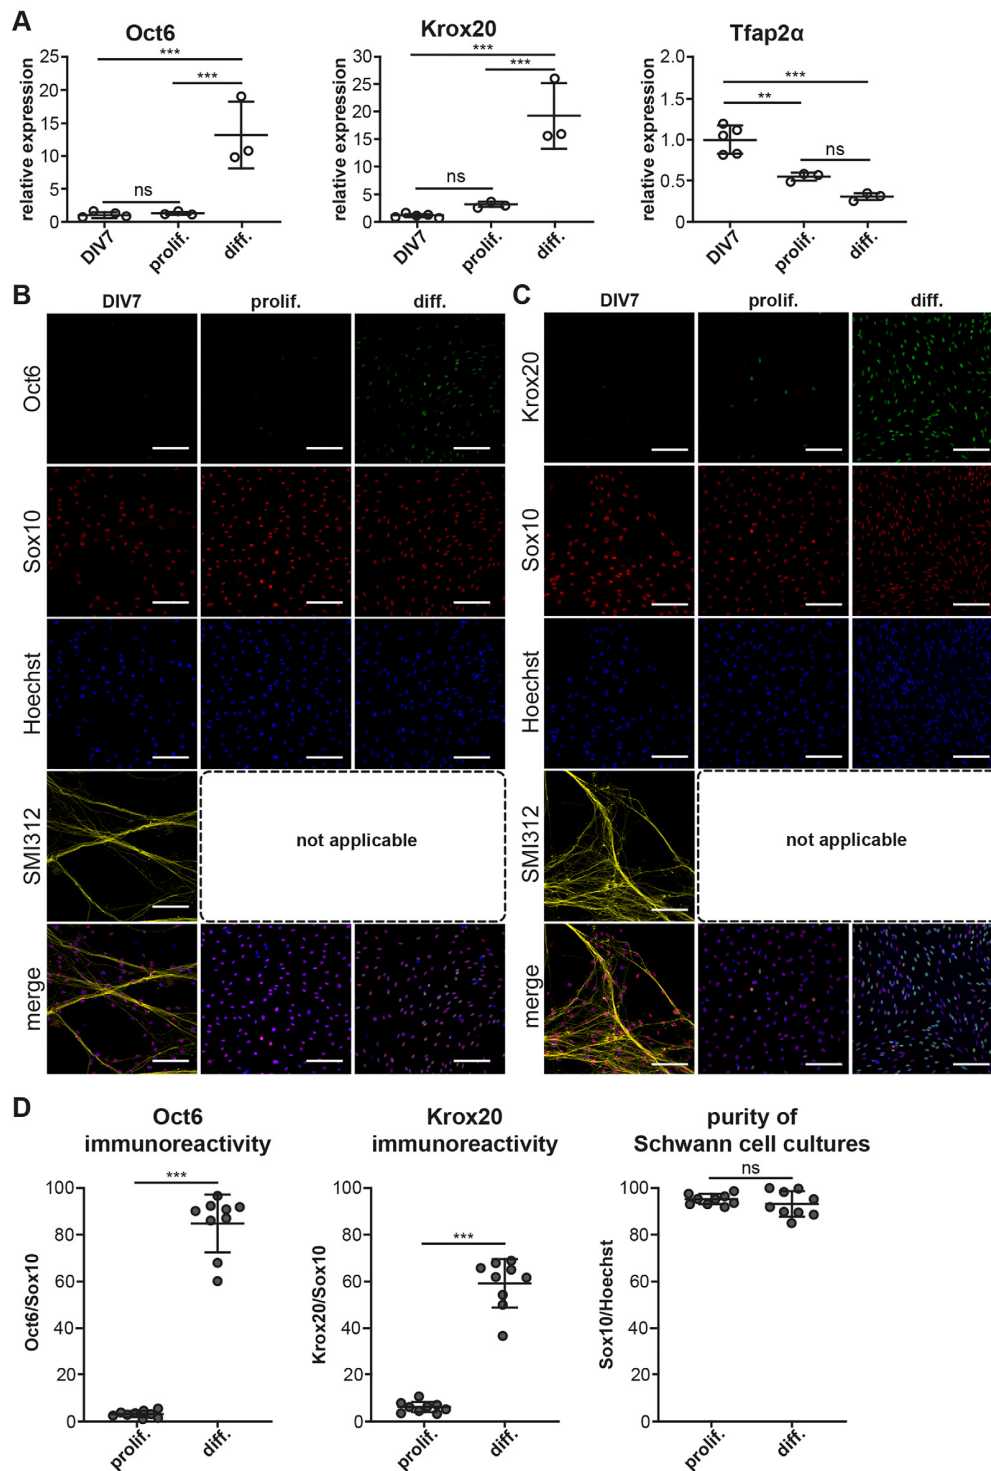 A
Oct6
Krox20
Tfap2α
relative expression
25
20
15
10
5
0
***
***
ns
DIV7
prolif.
diff.
relative expression
30
25
20
15
10
5
0
***
***
ns
DIV7
prolif.
diff.
relative expression
2.0
1.5
1.0
0.5
0
***
**
ns
DIV7
prolif.
diff.
B
DIV7 prolif. diff.
Oct6
Sox10
Hoechst
SMI312
not applicable
merge
C
DIV7 prolif. diff.
Krox20
Sox10
Hoechst
SMI312
not applicable
merge
D
Oct6
immunoreactivity
Oct6/Sox10
100
80
60
40
20
0
***
prolif.
diff.
Krox20
immunoreactivity
Krox20/Sox10
100
80
60
40
20
0
***
prolif.
diff.
purity of
Schwann cell cultures
Sox10/Hoechst
100
80
60
40
20
0
ns
prolif.
diff.